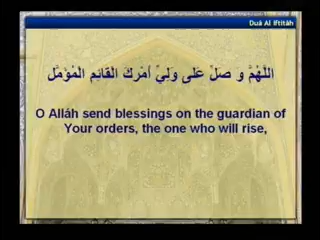 Duá Al Iftitáh
اللَّهُمَّ وَ صَلِّ عَلَى وَلِيِّ أَمْرِكَ الْقَائِمِ الْمُؤَمَّلِ
O Alláh send blessings on the guardian of
Your orders, the one who will rise,